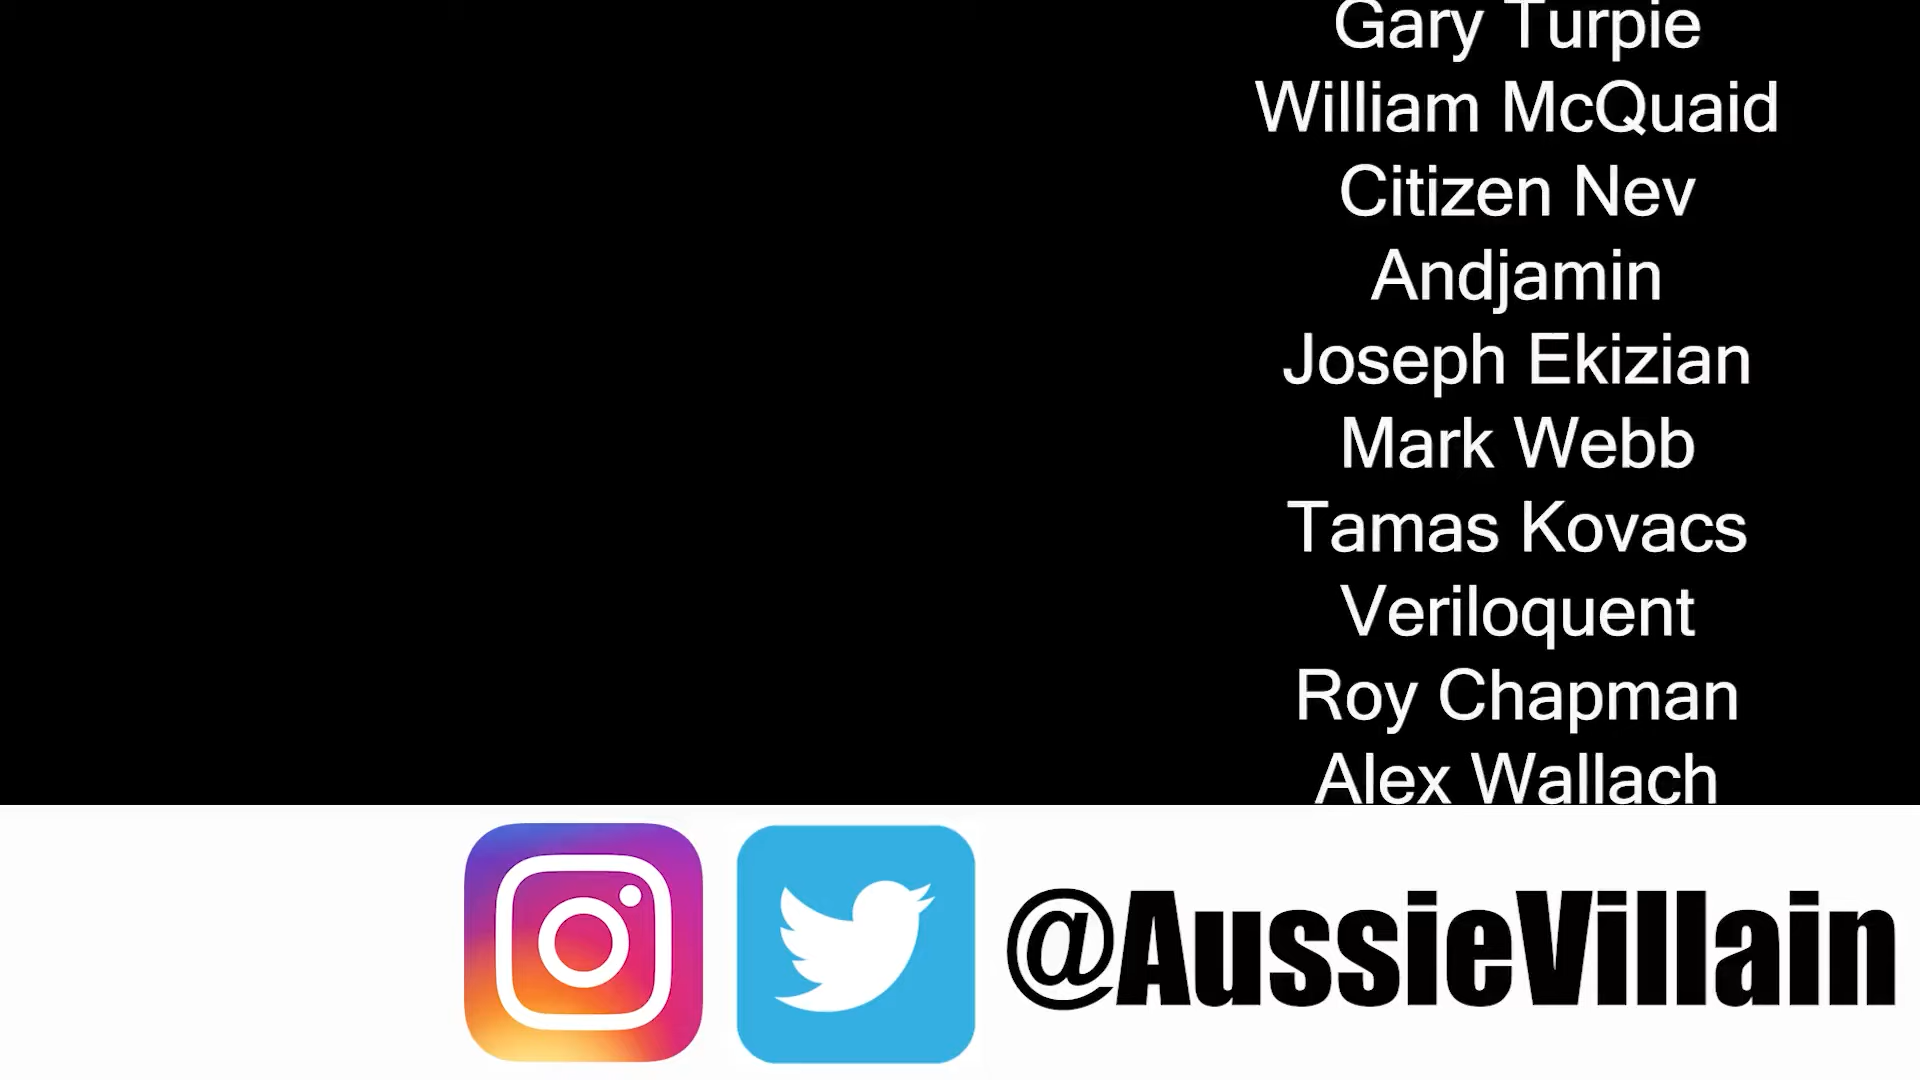 Gary Turpie
William McQuaid
Citizen Nev
Andjamin
Joseph Ekizian
Mark Webb
Tamas Kovacs
Veriloquent
Roy Chapman
Alex Wallach
@AussieVillain